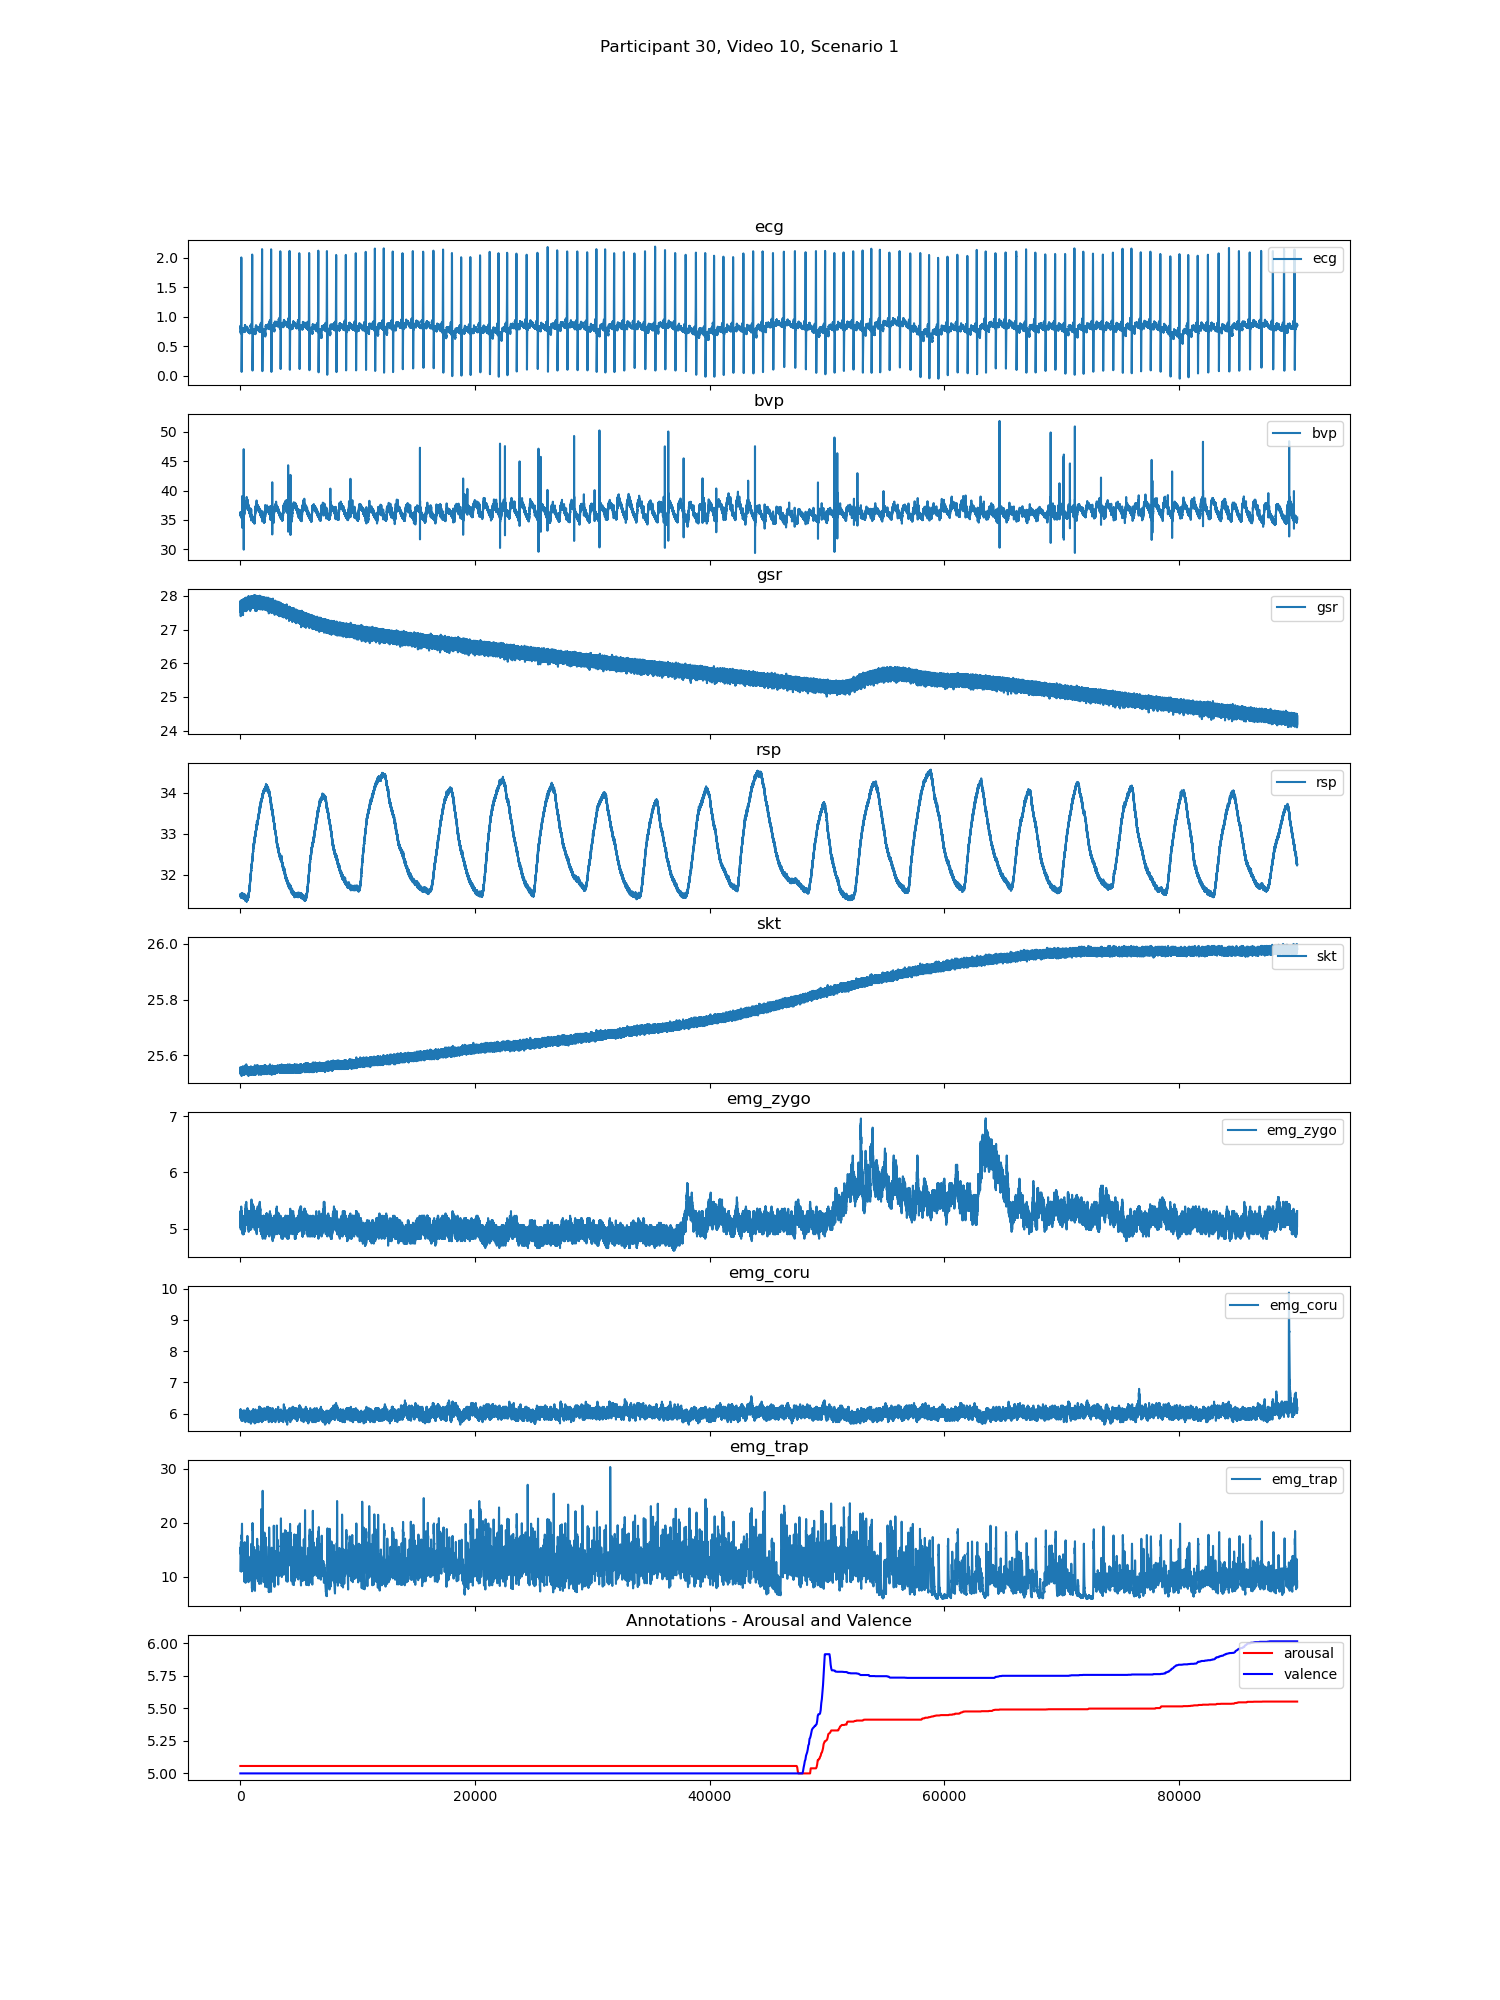 Participant 30, Video 10, Scenario 1
ecg
2.0
1.5
1.0
0.5
0.0
ecg
bvp
50
45
40
35
30
bvp
gsr
28
27
26
25
24
gsr
rsp
34
33
32
rsp
skt
26.0
25.8
25.6
skt
emg_zygo
7
6
5
emg_zygo
emg_coru
10
9
8
7
6
emg_coru
emg_trap
30
20
10
emg_trap
Annotations - Arousal and Valence
6.00
5.75
5.50
5.25
5.00
arousal
valence
0 20000 40000 60000 80000